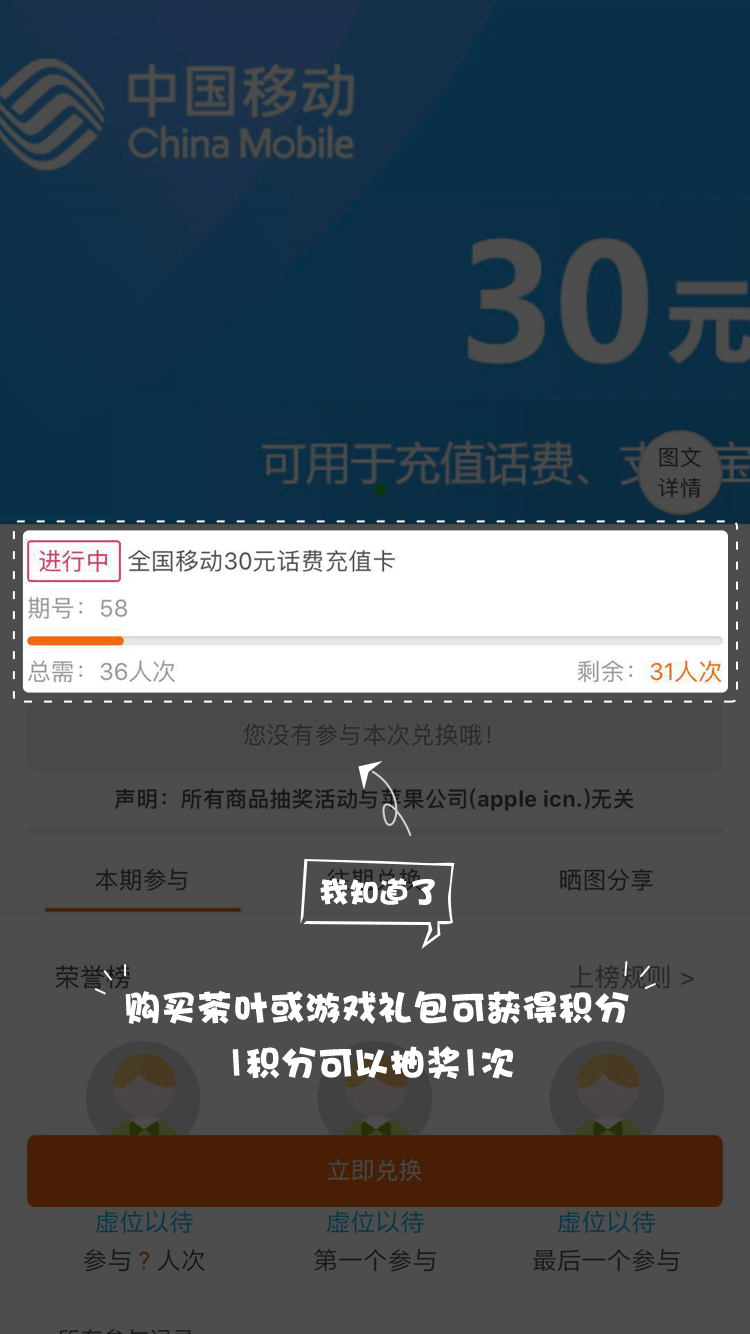 中国移动
China Mobile
30元
可用于充值话费、支
宝
图文
详情
进行中 全国移动30元话费充值卡
期号：58
总需：36人次 剩余：31人次
您没有参与本次兑换哦！
声明：所有商品抽奖活动与苹果公司(apple icn.)无关
本期参与 往期兑换 晒图分享
我知道了
荣誉榜 上榜规则 >
购买茶叶或游戏礼包可获得积分
1积分可以抽奖1次
立即兑换
虚位以待 虚位以待 虚位以待
参与？人次 第一个参与 最后一个参与
所有参与记录